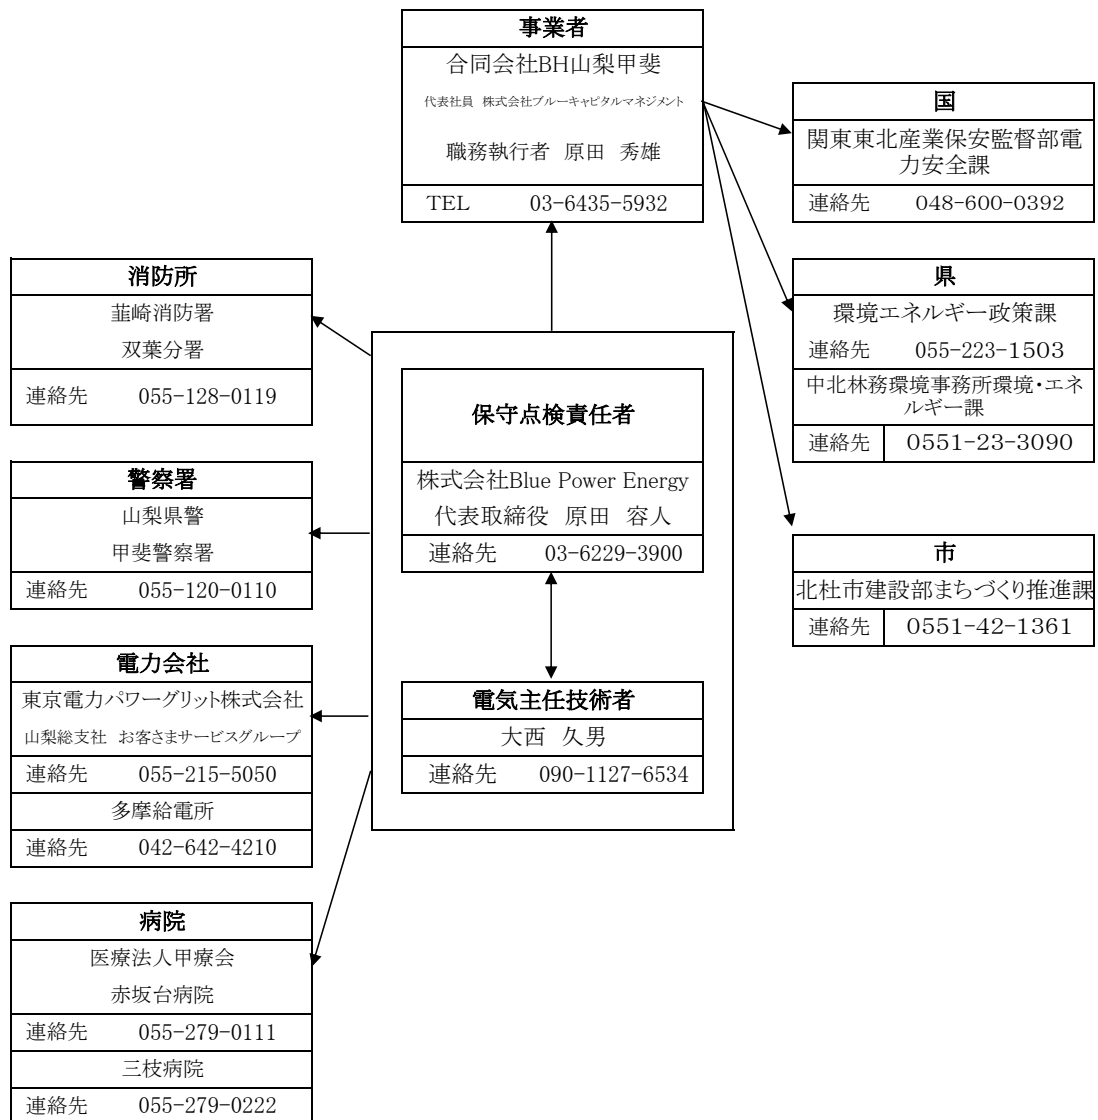 事業者
合同会社BH山梨甲斐
代表社員 株式会社ブルーキャピタルマネジメント
職務執行者 原田 秀雄
TEL 03-6435-5932
国
関東東北産業保安監督部電
力安全課
連絡先 048-600-0392
県
環境エネルギー政策課
連絡先 055-223-1503
中北林務環境事務所環境・エネ
ルギー課
連絡先 0551-23-3090
市
北杜市建設部まちづくり推進課
連絡先 0551-42-1361
消防所
韮崎消防署
双葉分署
連絡先 055-128-0119
警察署
山梨県警
甲斐警察署
連絡先 055-120-0110
電力会社
東京電力パワーグリット株式会社
山梨総支社 お客さまサービスグループ
連絡先 055-215-5050
多摩給電所
連絡先 042-642-4210
病院
医療法人甲療会
赤坂台病院
連絡先 055-279-0111
三枝病院
連絡先 055-279-0222
保守点検責任者
株式会社Blue Power Energy
代表取締役 原田 容人
連絡先 03-6229-3900
電気主任技術者
大西 久男
連絡先 090-1127-6534